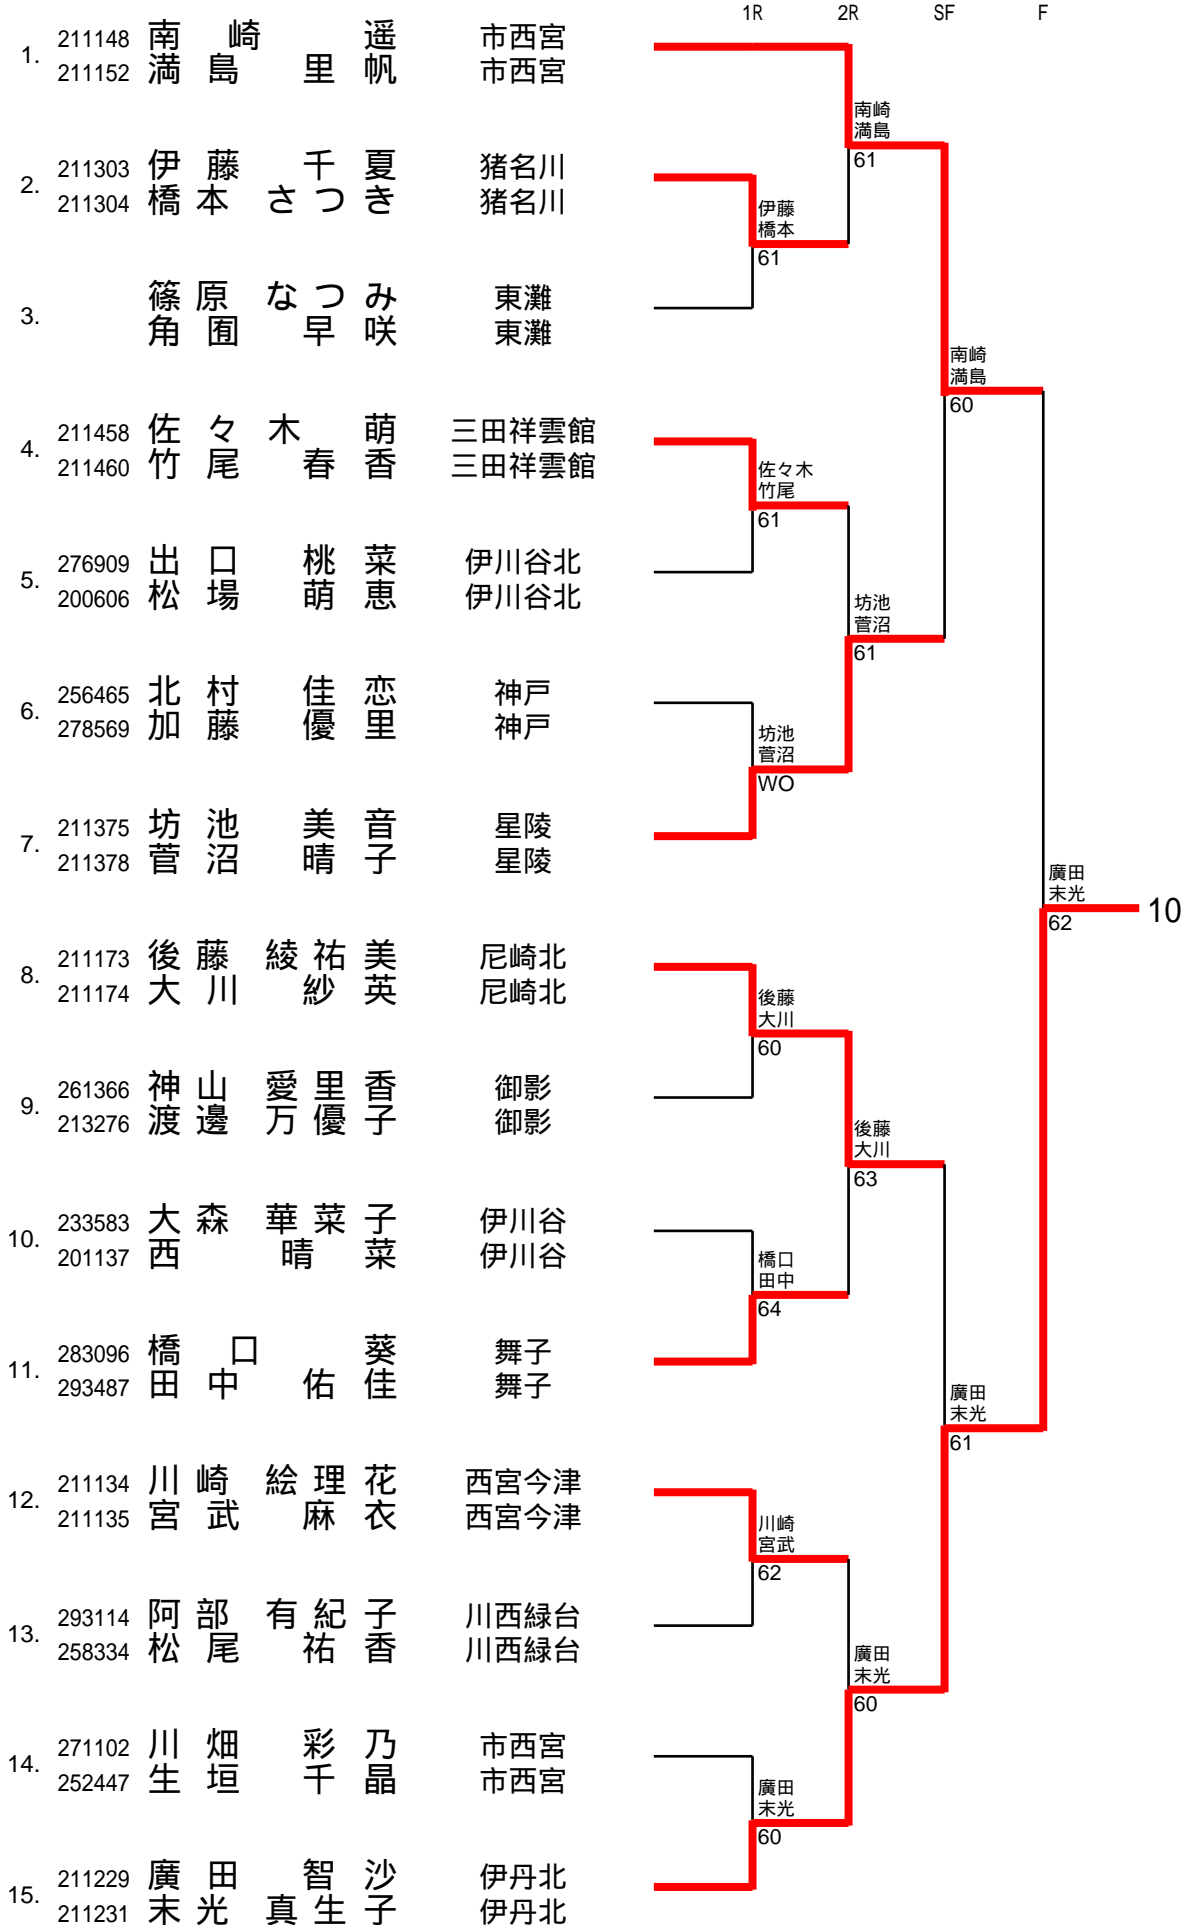 1R 2R SF F
1. 211148 南崎 遥 市西宮
211152 満島 里帆 市西宮
2. 211303 伊藤 千夏 猪名川
211304 橋本 さつき 猪名川
3. 篠原 なつみ 東灘
角囿 早咲 東灘
4. 211458 佐々木 萌 三田祥雲館
211460 竹尾 春香 三田祥雲館
5. 276909 出口 桃菜 伊川谷北
200606 松場 萌恵 伊川谷北
6. 256465 北村 佳恋 神戸
278569 加藤 優里 神戸
7. 211375 坊池 美音 星陵
211378 菅沼 晴子 星陵
8. 211173 後藤 綾祐美 尼崎北
211174 大川 紗英 尼崎北
9. 261366 神山 愛里香 御影
213276 渡邊 万優子 御影
10. 233583 大森 華菜子 伊川谷
201137 西 晴菜 伊川谷
11. 283096 橋口 葵 舞子
293487 田中 佑佳 舞子
12. 211134 川崎 絵理花 西宮今津
211135 宮武 麻衣 西宮今津
13. 293114 阿部 有紀子 川西緑台
258334 松尾 祐香 川西緑台
14. 271102 川畑 彩乃 市西宮
252447 生垣 千晶 市西宮
15. 211229 廣田 智沙 伊丹北
211231 末光 真生子 伊丹北
伊藤
橋本
61
佐々木
竹尾
61
坊池
菅沼
WO
後藤
大川
60
橋口
田中
64
川崎
宮武
62
廣田
末光
60
南崎
満島
61
坊池
菅沼
61
後藤
大川
63
廣田
末光
60
南崎
満島
60
廣田
末光
61
廣田
末光
62
10